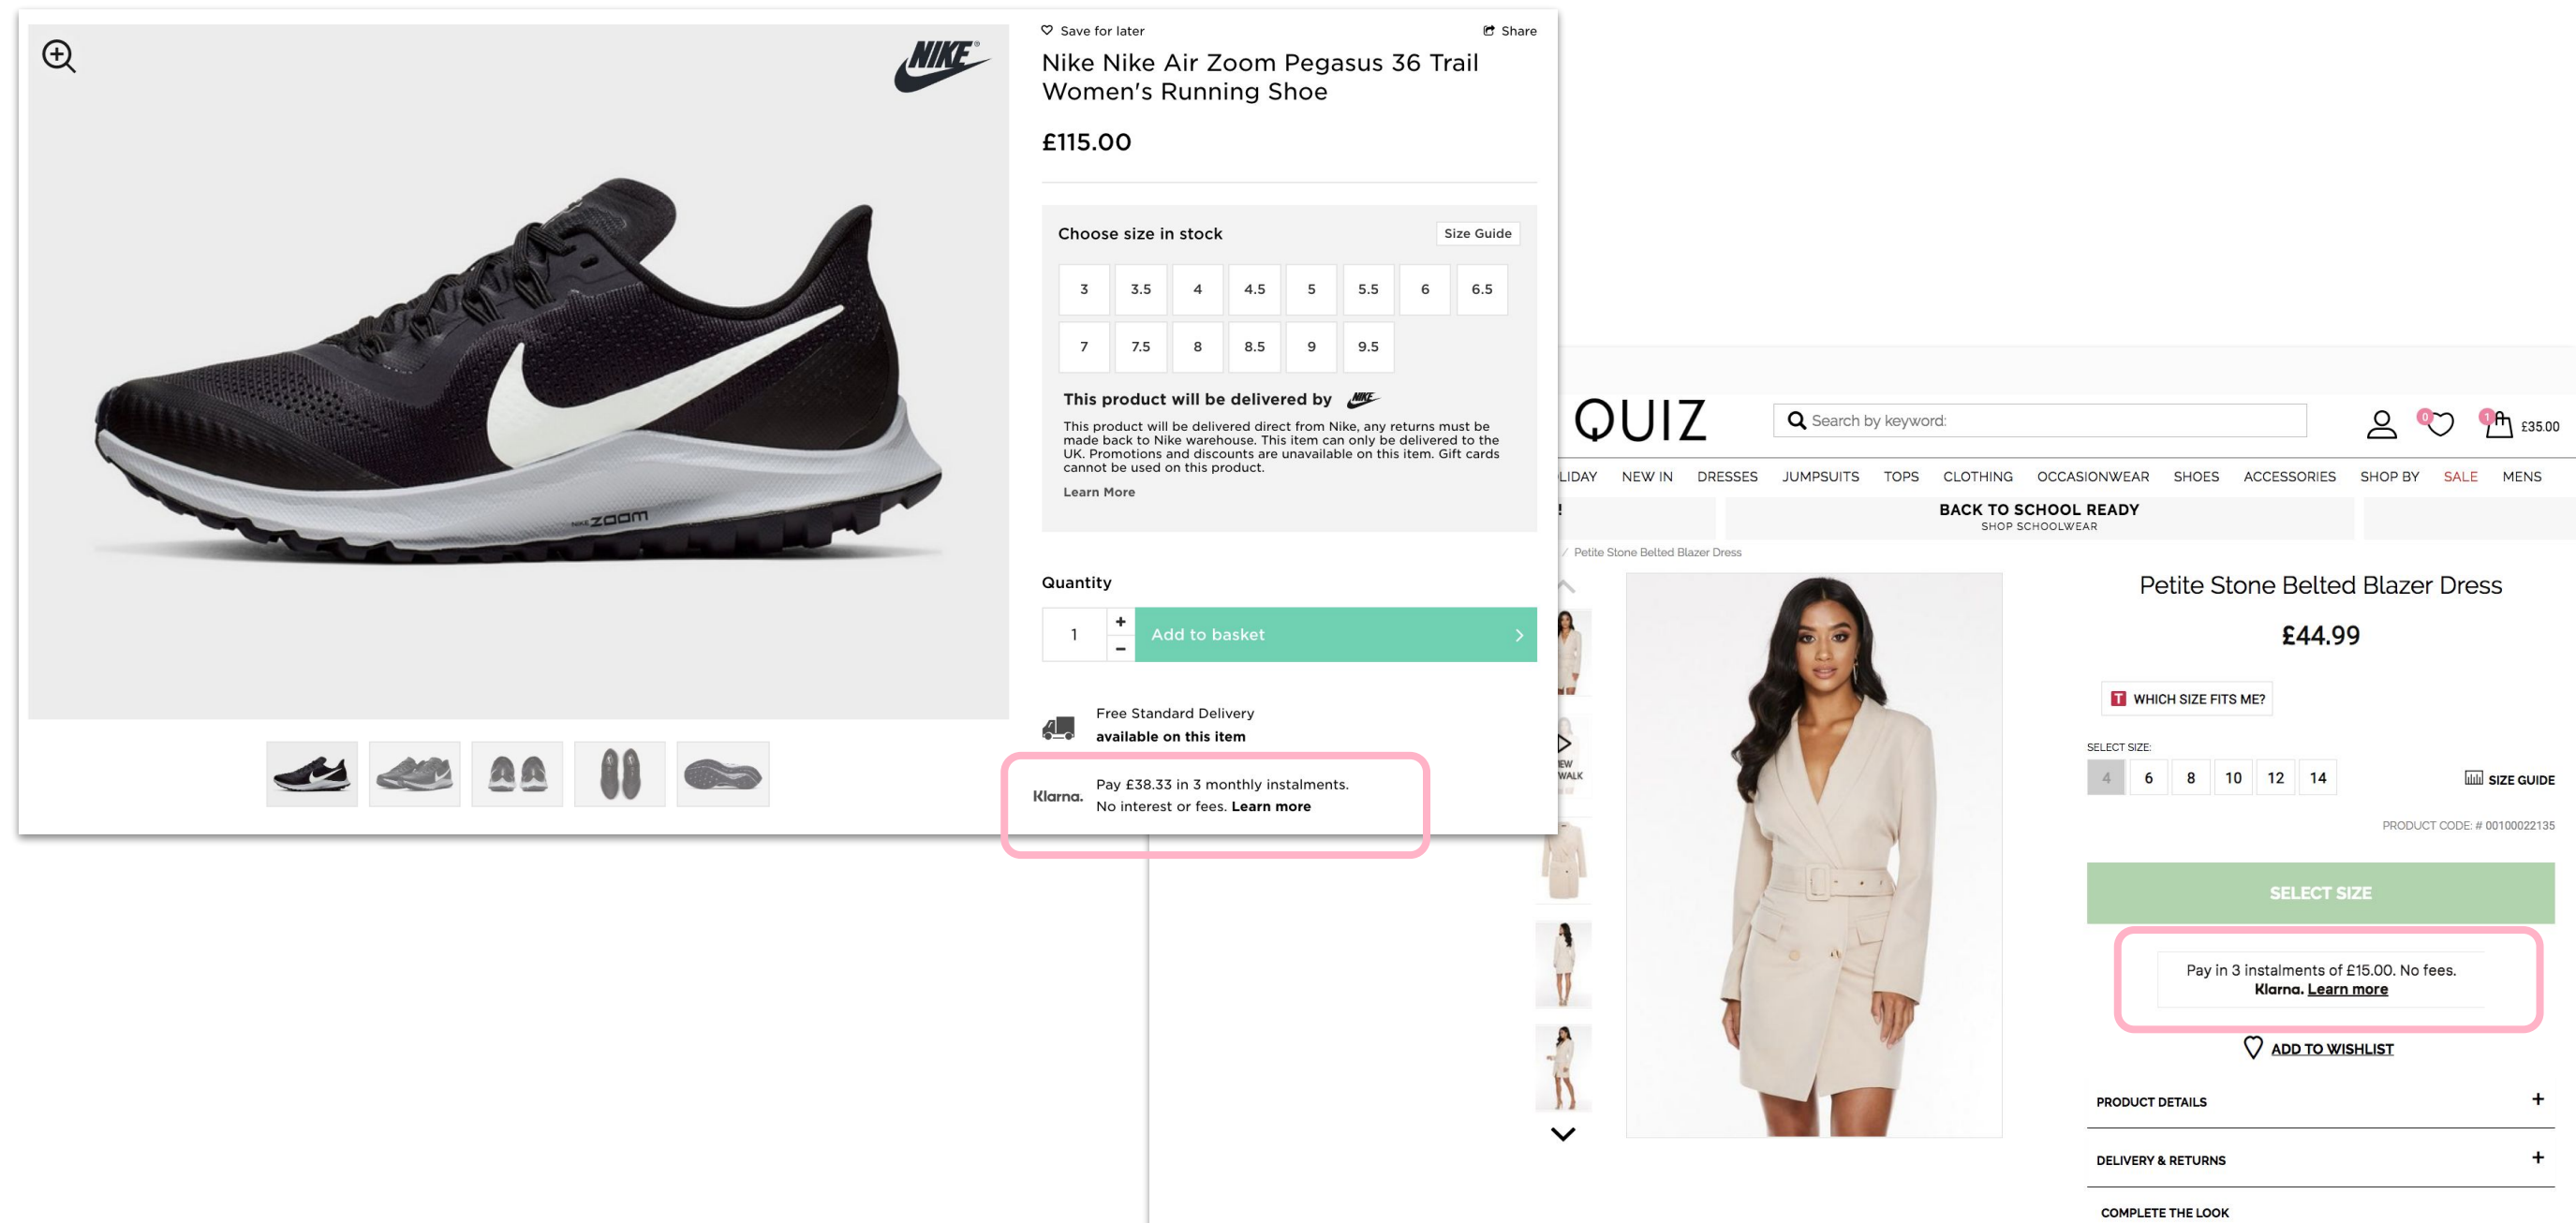 NIKE
Save for later
Share
Nike Nike Air Zoom Pegasus 36 Trail
Women's Running Shoe
£115.00
Choose size in stock
Size Guide
3 3.5 4 4.5 5 5.5 6 6.5
7 7.5 8 8.5 9 9.5
This product will be delivered by NIKE
This product will be delivered direct from Nike, any returns must be
made back to Nike warehouse. This item can only be delivered to the
UK. Promotions and discounts are unavailable on this item. Gift cards
cannot be used on this product.
Learn More
NIKE ZOOM
Quantity
1 + −
Add to basket
Free Standard Delivery
available on this item
Klarna.
Pay £38.33 in 3 monthly instalments.
No interest or fees. Learn more
QUIZ
Search by keyword:
0
1
£35.00
LIDAY NEW IN DRESSES JUMPSUITS TOPS CLOTHING OCCASIONWEAR SHOES ACCESSORIES SHOP BY SALE MENS
!
BACK TO SCHOOL READY
SHOP SCHOOLWEAR
/ Petite Stone Belted Blazer Dress
EW
WALK
Petite Stone Belted Blazer Dress
£44.99
T WHICH SIZE FITS ME?
SELECT SIZE:
4 6 8 10 12 14
SIZE GUIDE
PRODUCT CODE: # 00100022135
SELECT SIZE
Pay in 3 instalments of £15.00. No fees.
Klarna. Learn more
ADD TO WISHLIST
PRODUCT DETAILS +
DELIVERY & RETURNS +
COMPLETE THE LOOK